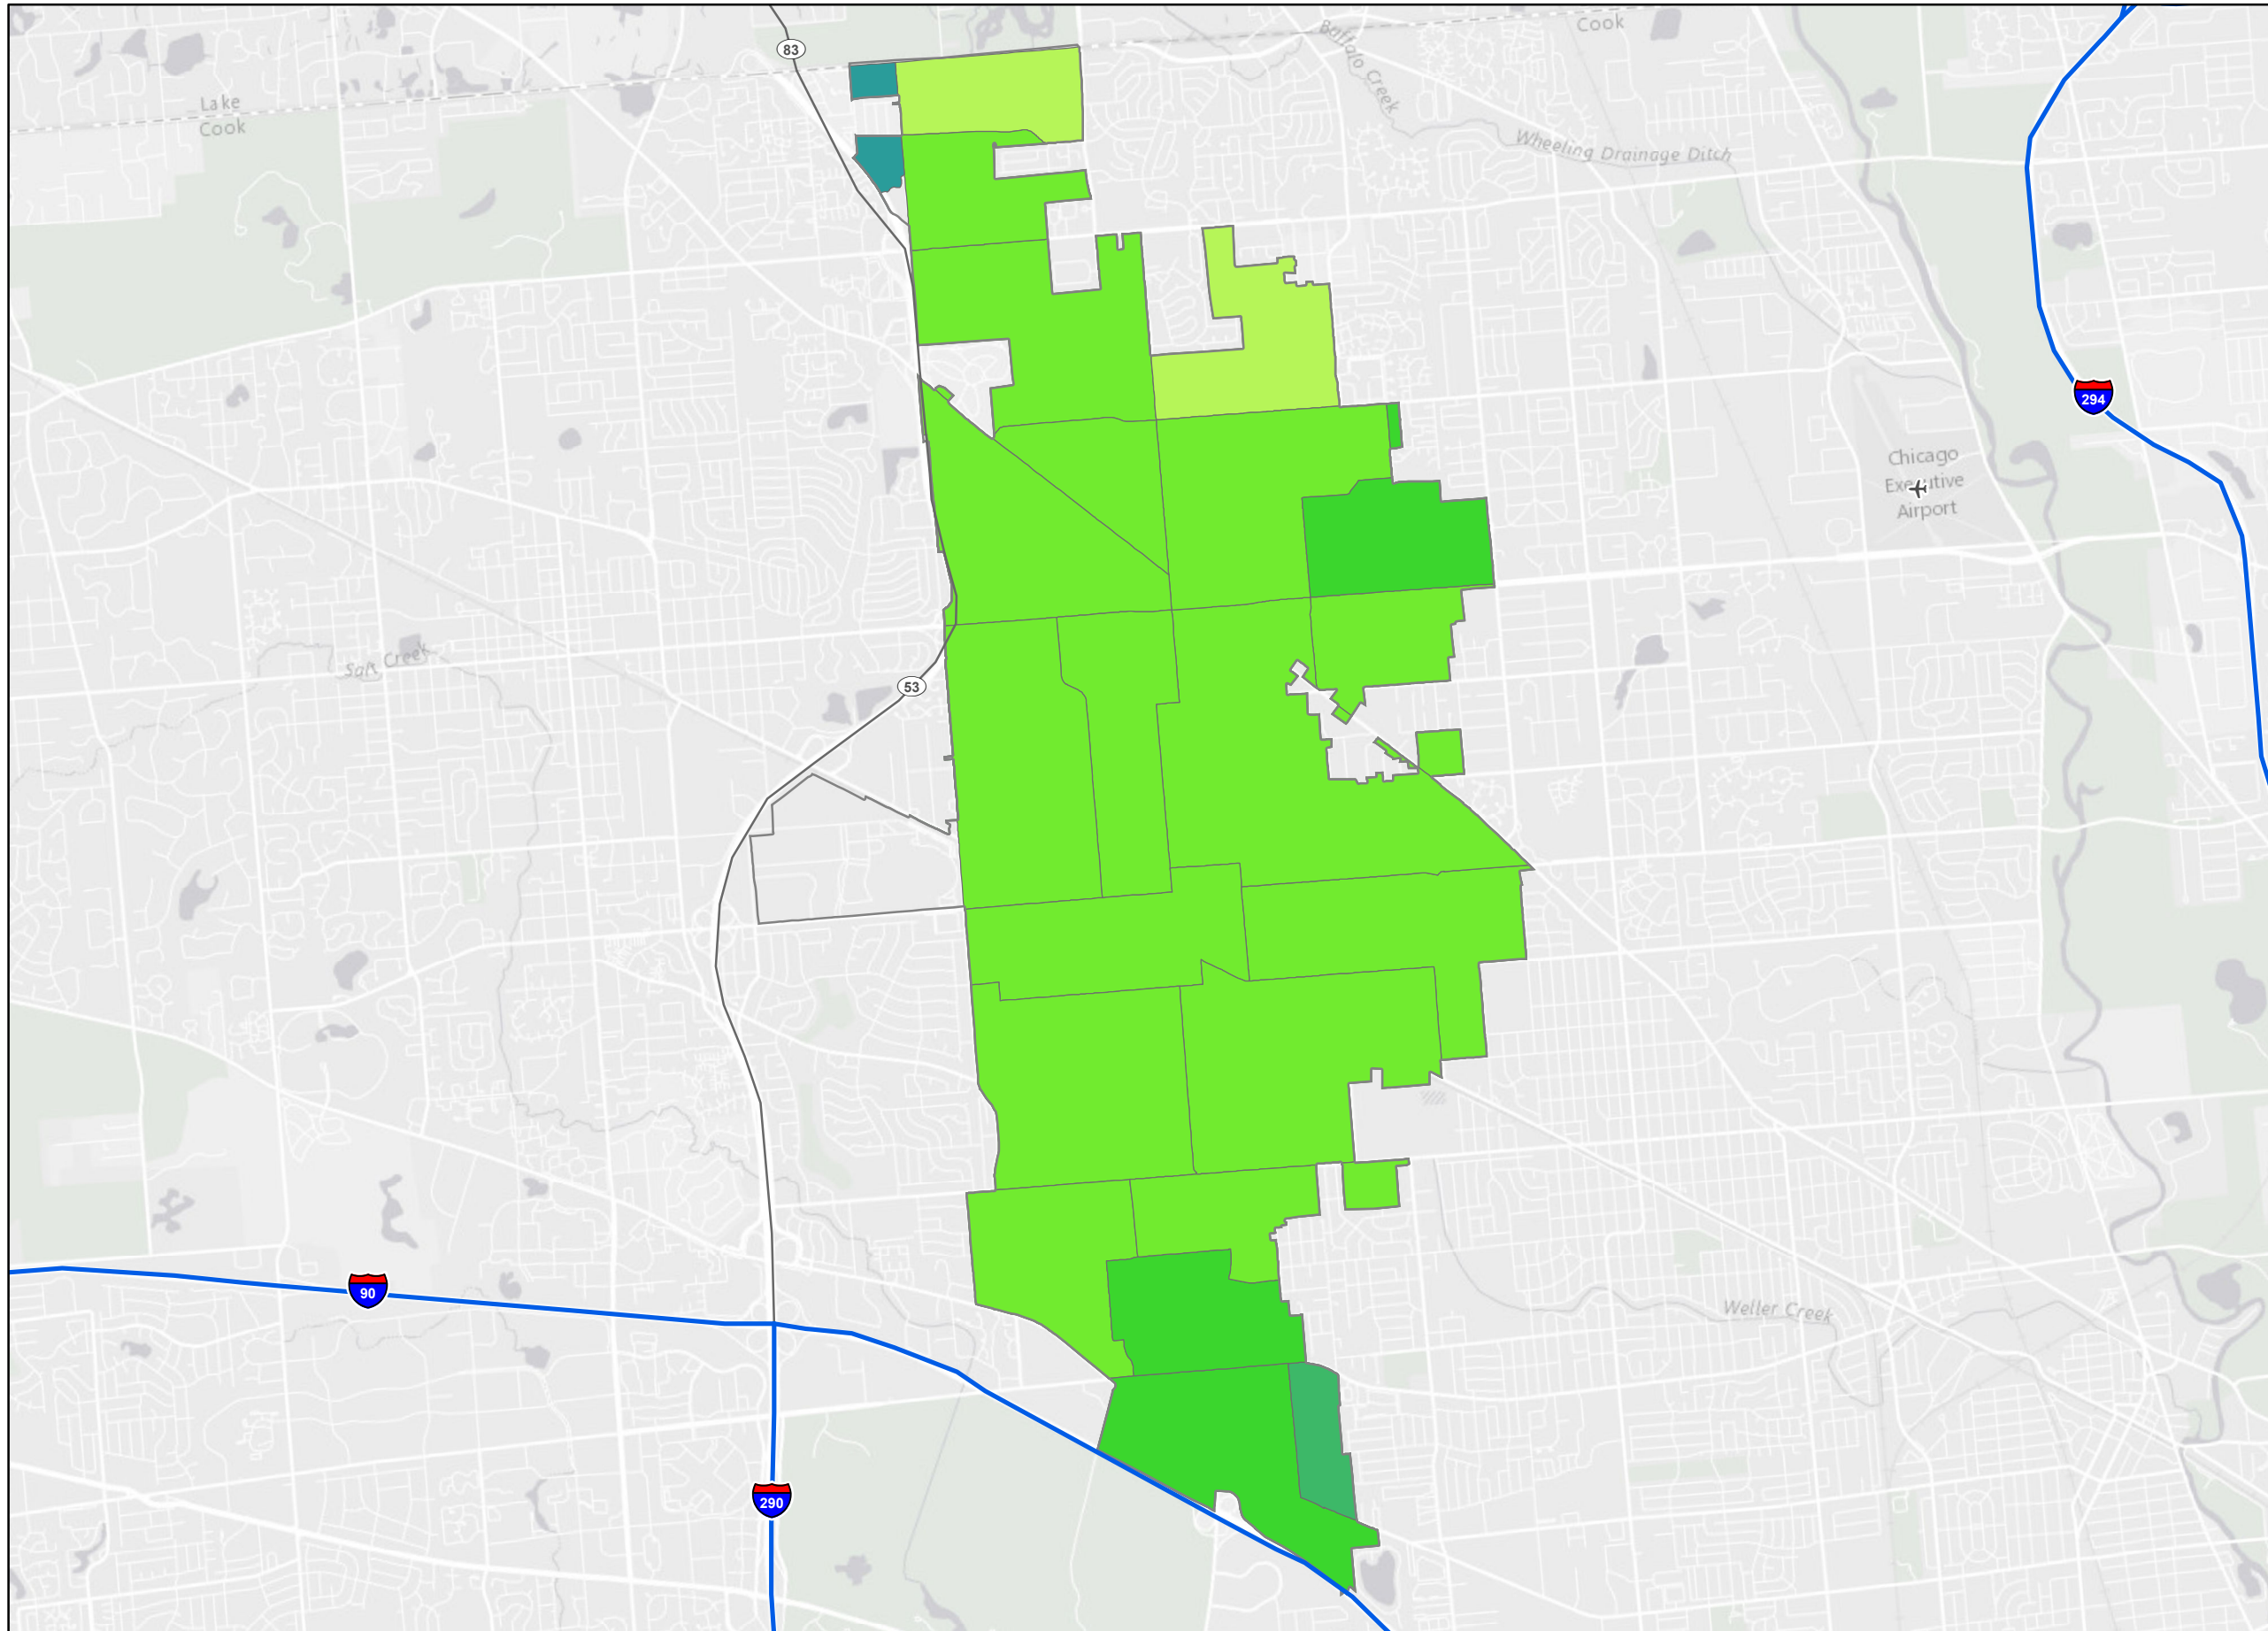 83
Cook
Buffalo Creek
Lake
Cook
Wheeling Drainage Ditch
294
Chicago
Executive
Airport
Salt Creek
53
90
Weller Creek
290